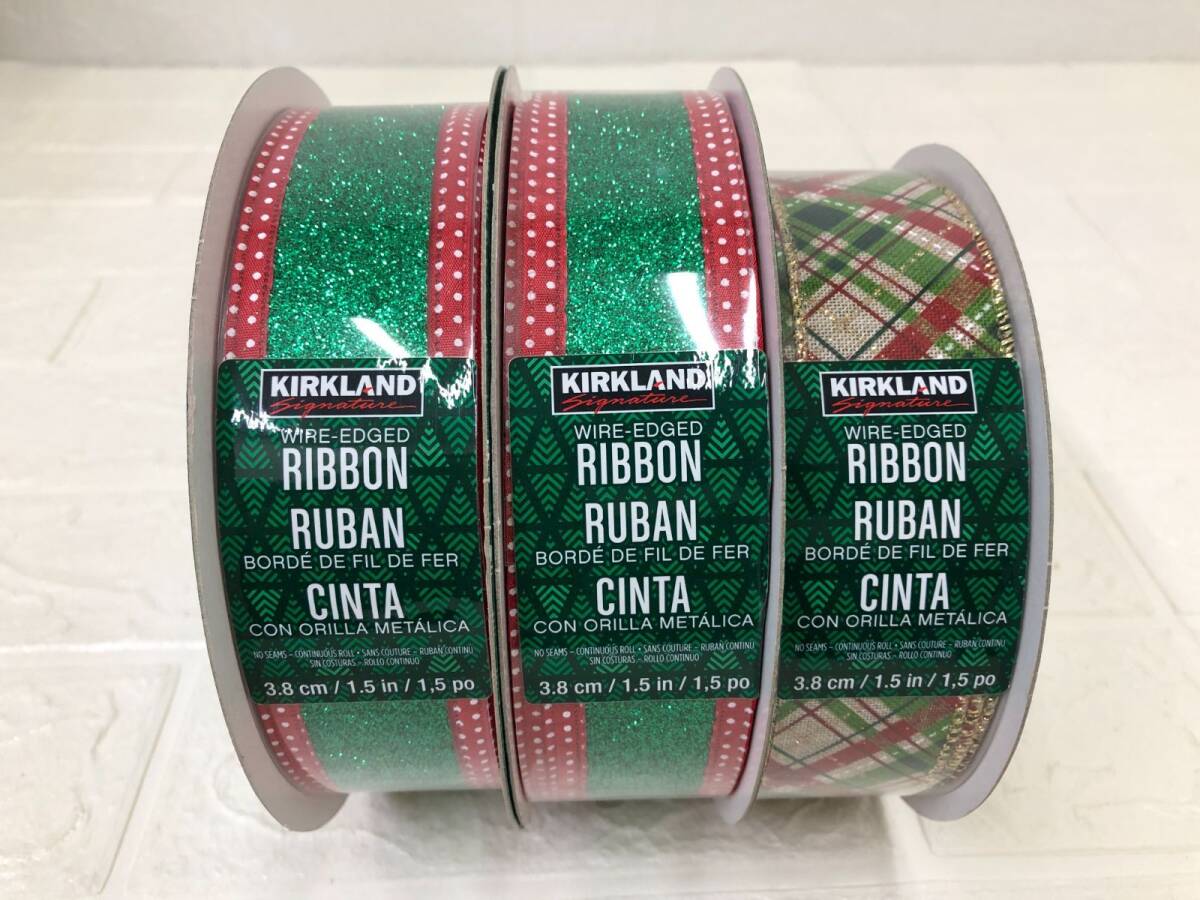 KIRKLAND
Signature
WIRE-EDGED
RIBBON
RUBAN
BORDÉ DE FIL DE FER
CINTA
CON ORILLA METÁLICA
NO SEAMS – CONTINUOUS ROLL • SANS COUTURE – RUBAN CONTINU
SIN COSTURAS – ROLLO CONTINUO
3.8 cm / 1.5 in / 1,5 po
KIRKLAND
Signature
WIRE-EDGED
RIBBON
RUBAN
BORDÉ DE FIL DE FER
CINTA
CON ORILLA METÁLICA
NO SEAMS – CONTINUOUS ROLL • SANS COUTURE – RUBAN CONTINU
SIN COSTURAS – ROLLO CONTINUO
3.8 cm / 1.5 in / 1,5 po
KIRKLAND
Signature
WIRE-EDGED
RIBBON
RUBAN
BORDÉ DE FIL DE FER
CINTA
CON ORILLA METÁLICA
NO SEAMS – CONTINUOUS ROLL • SANS COUTURE – RUBAN CONTINU
SIN COSTURAS – ROLLO CONTINUO
3.8 cm / 1.5 in / 1,5 po